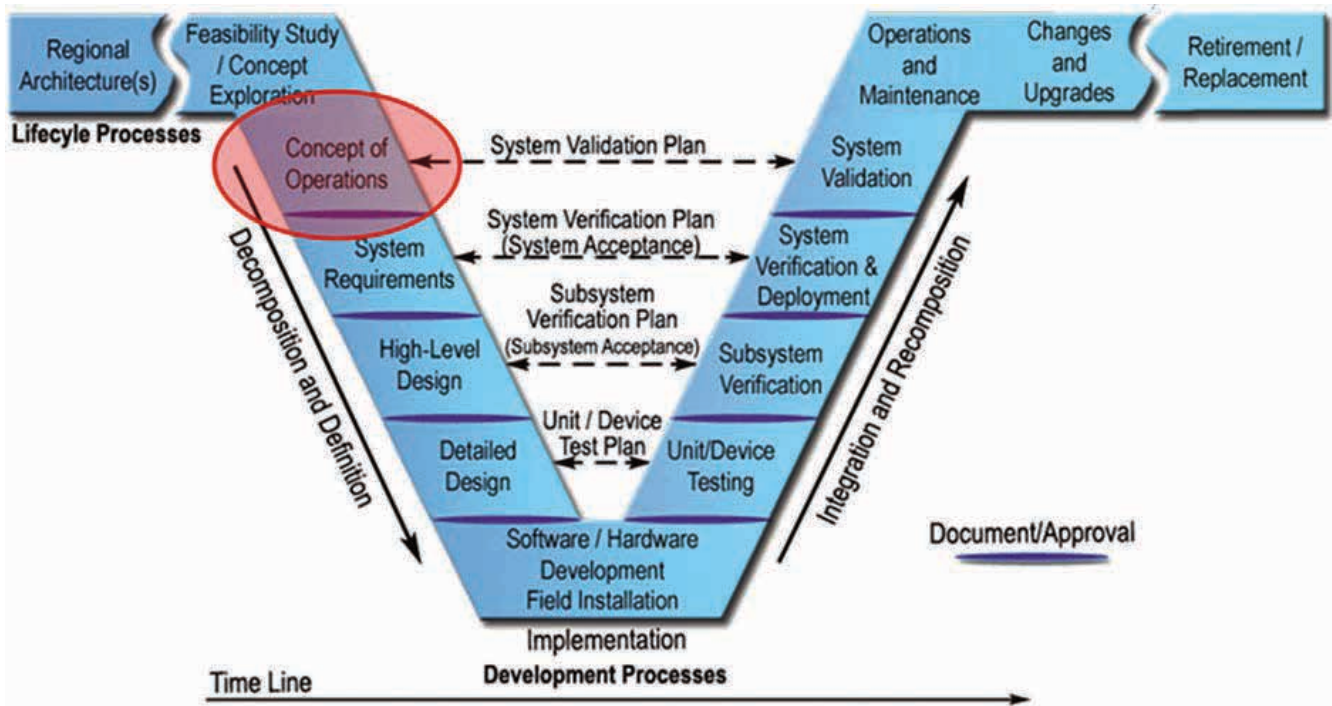 Regional
Architecture(s)
Feasibility Study
/ Concept
Exploration
Operations
and
Maintenance
Changes
and
Upgrades
Retirement /
Replacement
Lifecyle Processes
Concept of
Operations
System Validation Plan
System
Validation
System Verification Plan
(System Acceptance)
System
Requirements
System
Verification &
Deployment
Subsystem
Verification Plan
(Subsystem Acceptance)
High-Level
Design
Subsystem
Verification
Unit / Device
Test Plan
Detailed
Design
Unit/Device
Testing
Decomposition and Definition
Integration and Recomposition
Software / Hardware
Development
Field Installation
Document/Approval
Implementation
Development Processes
Time Line